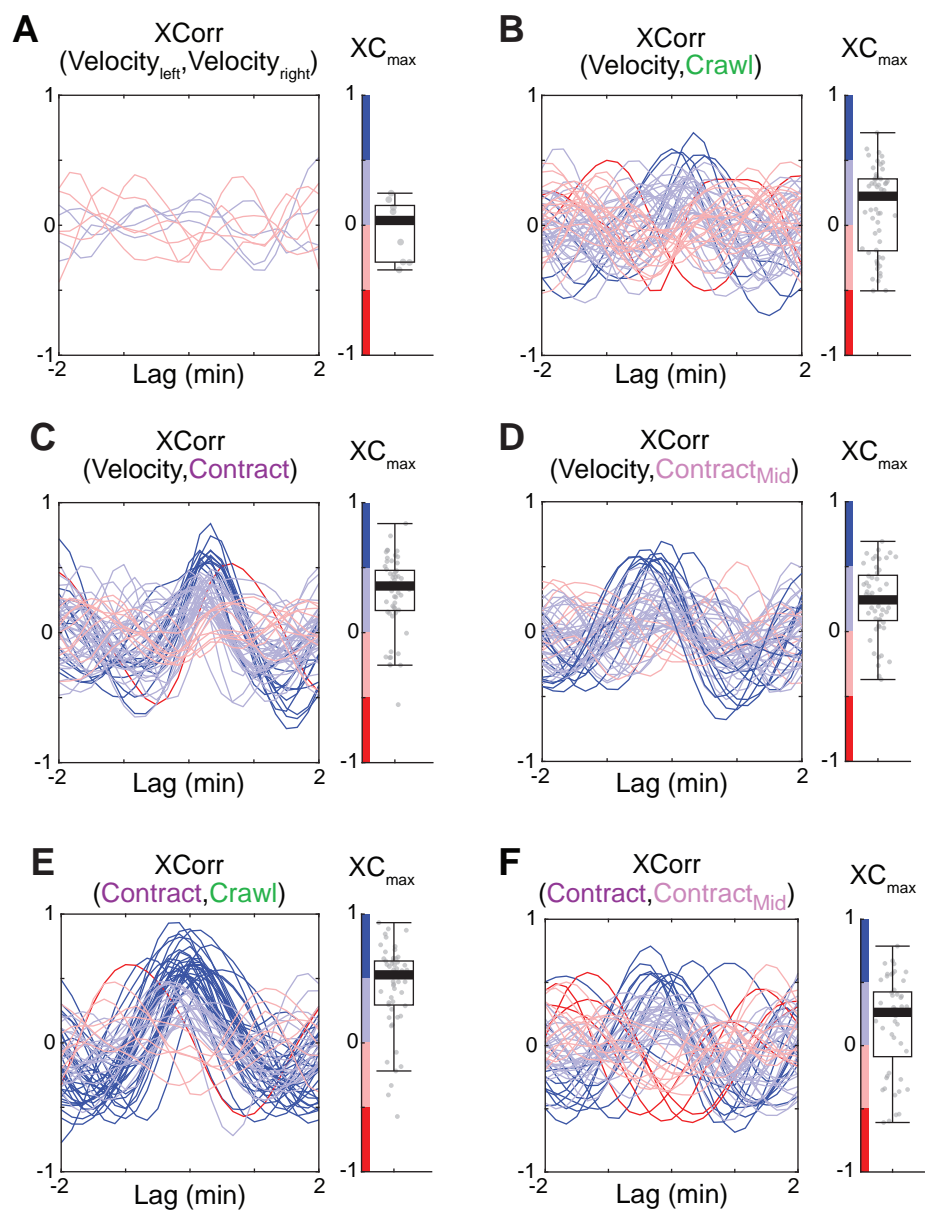 A
XCorr
(Velocityleft,Velocityright)
XCmax
1
0
-1
-2
Lag (min)
2
1
0
-1
B
XCorr
(Velocity,Crawl)
XCmax
1
0
-1
-2
Lag (min)
2
1
0
-1
C
XCorr
(Velocity,Contract)
XCmax
1
0
-1
-2
Lag (min)
2
1
0
-1
D
XCorr
(Velocity,ContractMid)
XCmax
1
0
-1
-2
Lag (min)
2
1
0
-1
E
XCorr
(Contract,Crawl)
XCmax
1
0
-1
-2
Lag (min)
2
1
0
-1
F
XCorr
(Contract,ContractMid)
XCmax
1
0
-1
-2
Lag (min)
2
1
0
-1